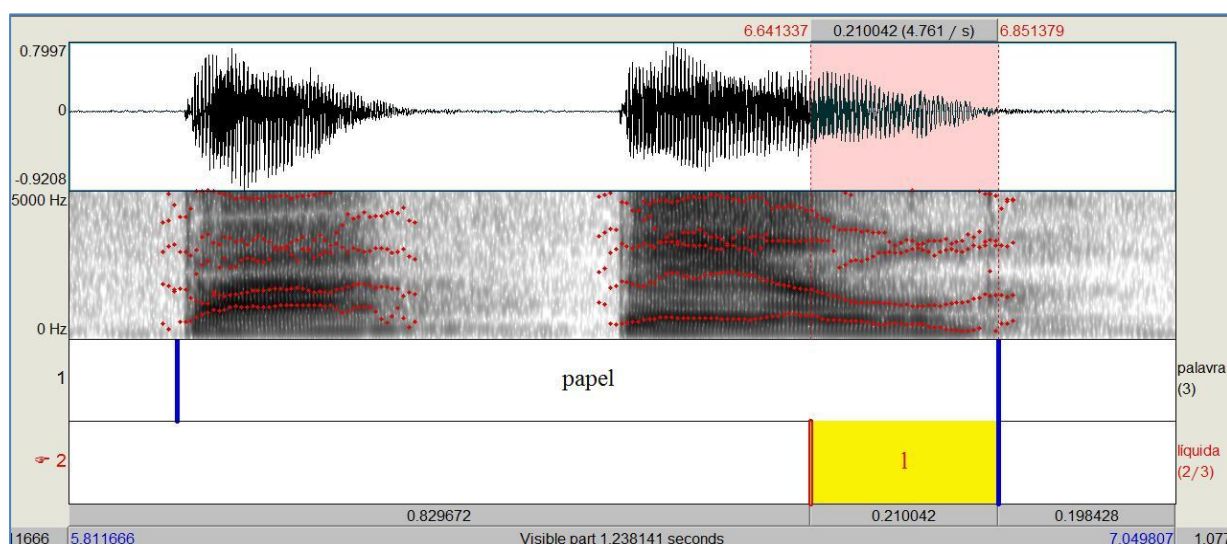 6.641337 0.210042 (4.761 / s) 6.851379
0.7997
0
-0.9208
5000 Hz
0 Hz
1 papel palavra
(3)
☞ 2 l líquida
(2/3)
0.829672 0.210042 0.198428
11666 5.811666 Visible part 1.238141 seconds 7.049807